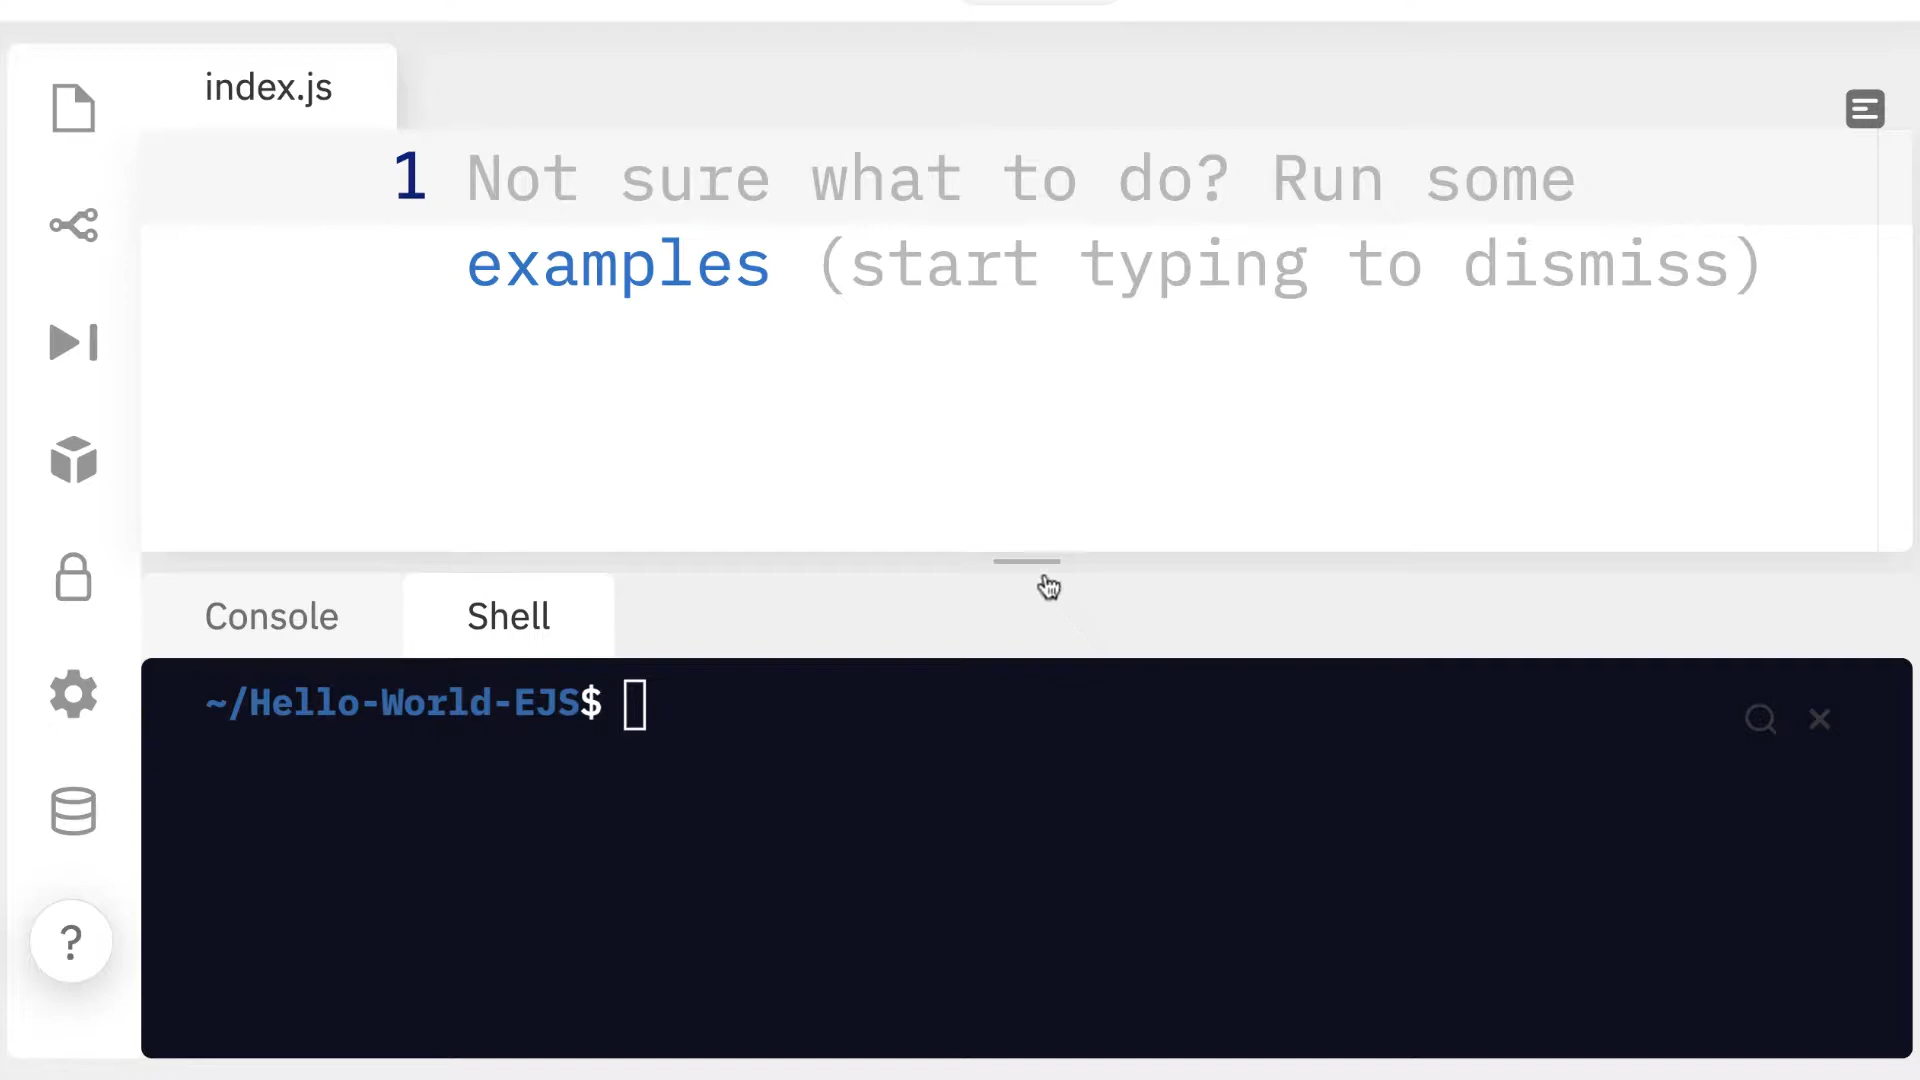 index.js
1 Not sure what to do? Run some
examples (start typing to dismiss)
Console Shell
~/Hello-World-EJS$
?